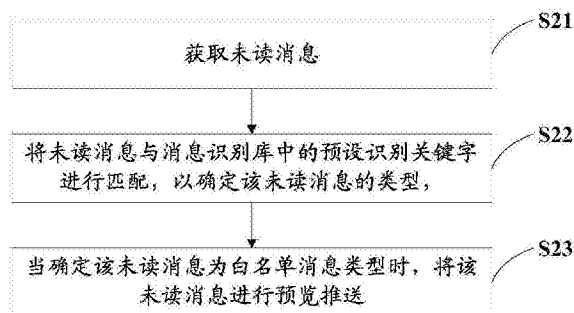 S21
获取未读消息
S22
将未读消息与消息识别库中的预设识别关键字
进行匹配，以确定该未读消息的类型，
S23
当确定该未读消息为白名单消息类型时，将该
未读消息进行预览推送